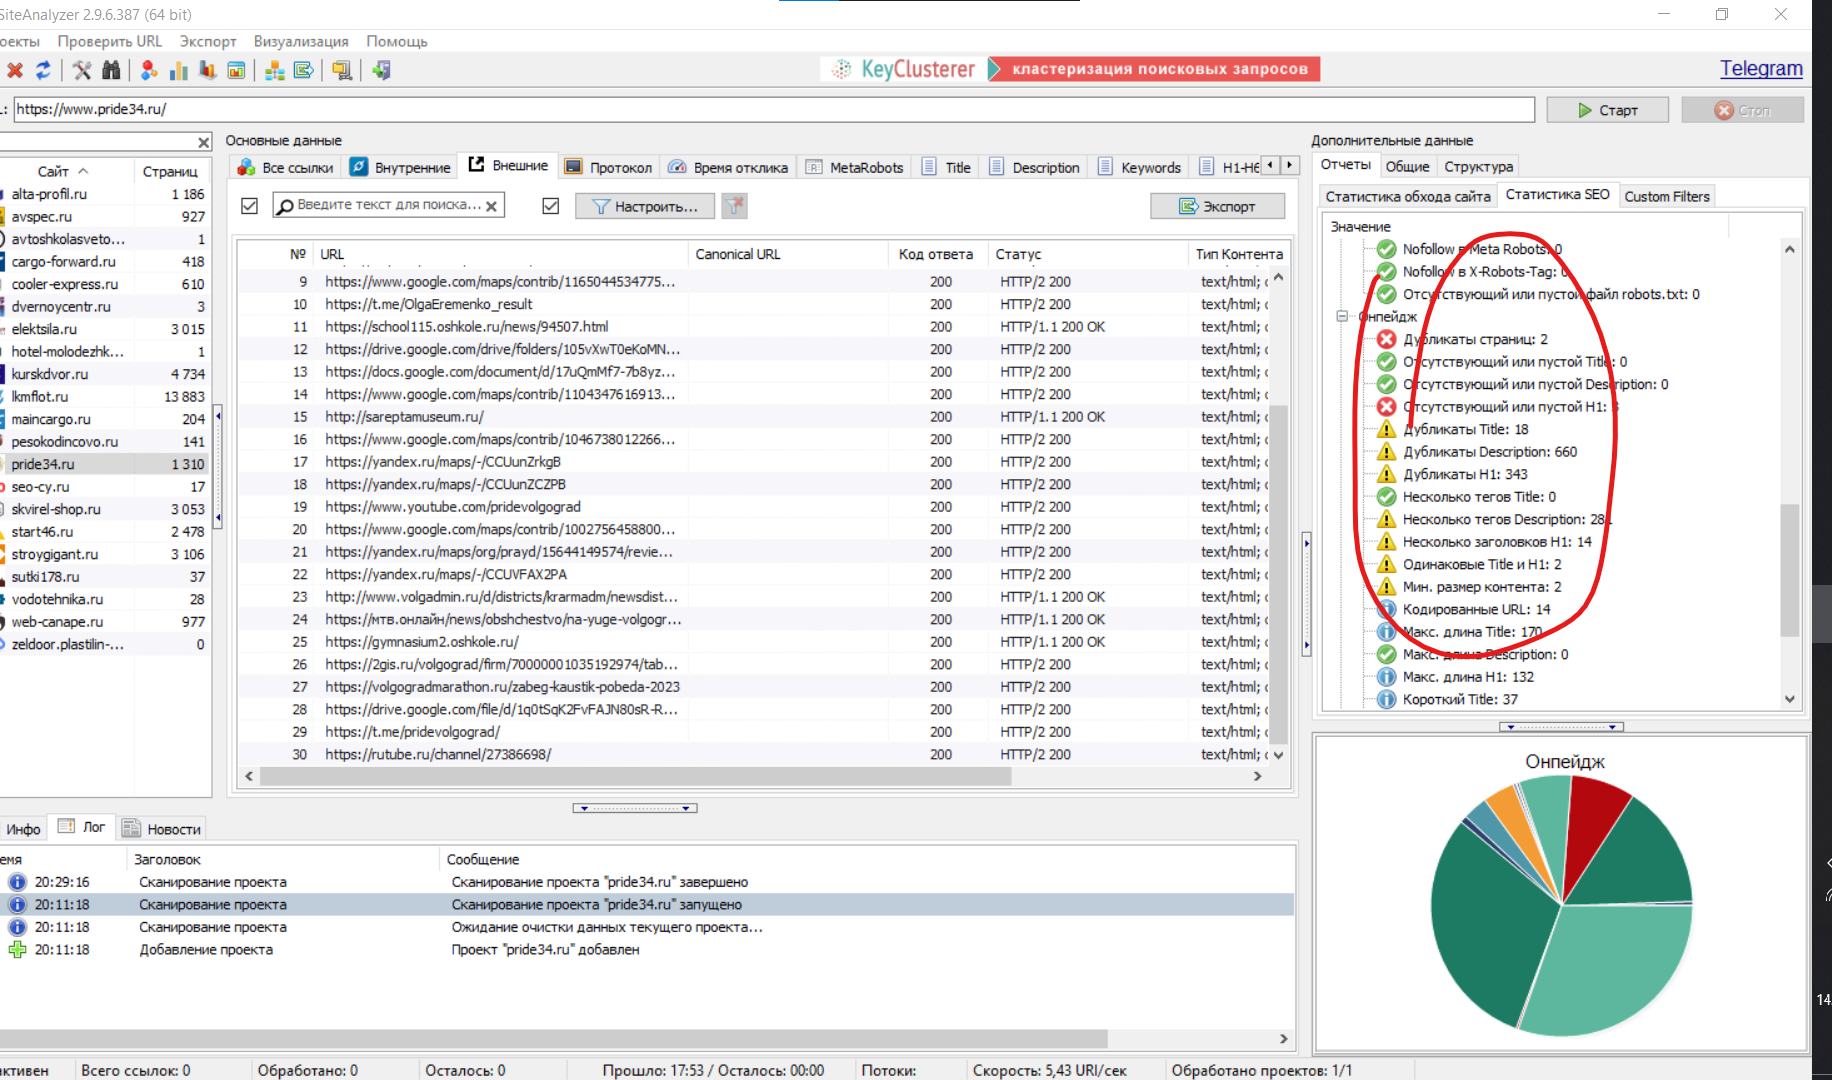 SiteAnalyzer 2.9.6.387 (64 bit)
Проверить URL Экспорт Визуализация Помощь
KeyClusterer кластеризация поисковых запросов
Telegram
https://www.pride34.ru/
Старт
Стоп
Основные данные
Дополнительные данные
Сайт Страниц
alta-profil.ru 1 186
avspec.ru 927
avtoshkolasveto... 1
cargo-forward.ru 418
cooler-express.ru 610
dvernoycentr.ru 3
elektsila.ru 3 015
hotel-molodezhk... 1
kurskdvor.ru 4 734
lkmflot.ru 13 883
maincargo.ru 204
pesokodincovo.ru 141
pride34.ru 1 310
seo-cy.ru 17
skvirel-shop.ru 3 053
start46.ru 2 478
stroygigant.ru 3 106
sutki178.ru 37
vodotehnika.ru 28
web-canape.ru 977
zeldoor.plastilin-... 0
Все ссылки Внутренние Внешние Протокол Время отклика MetaRobots Title Description Keywords H1-H6
Введите текст для поиска...
Настроить...
Экспорт
№ URL Canonical URL Код ответа Статус Тип Контента
9 https://www.google.com/maps/contrib/1165044534775... 200 HTTP/2 200 text/html;
10 https://t.me/OlgaEremenko_result 200 HTTP/2 200 text/html;
11 https://school115.oshkole.ru/news/94507.html 200 HTTP/1.1 200 OK text/html;
12 https://drive.google.com/drive/folders/105vXwT0eKoMN... 200 HTTP/2 200 text/html;
13 https://docs.google.com/document/d/17uQmMf7-7b8yz... 200 HTTP/2 200 text/html;
14 https://www.google.com/maps/contrib/1104347616913... 200 HTTP/2 200 text/html;
15 http://sareptamuseum.ru/ 200 HTTP/1.1 200 OK text/html;
16 https://www.google.com/maps/contrib/1046738012266... 200 HTTP/2 200 text/html;
17 https://yandex.ru/maps/-/CCUunZrkgB 200 HTTP/2 200 text/html;
18 https://yandex.ru/maps/-/CCUunZCZPB 200 HTTP/2 200 text/html;
19 https://www.youtube.com/pridevolgograd 200 HTTP/2 200 text/html;
20 https://www.google.com/maps/contrib/1002756458800... 200 HTTP/2 200 text/html;
21 https://yandex.ru/maps/org/prayd/15644149574/revie... 200 HTTP/2 200 text/html;
22 https://yandex.ru/maps/-/CCUVFAX2PA 200 HTTP/2 200 text/html;
23 http://www.volgadmin.ru/d/districts/krarmadm/newsdist... 200 HTTP/1.1 200 OK text/html;
24 https://мтв.онлайн/news/obshchestvo/na-yuge-volgogr... 200 HTTP/1.1 200 OK text/html;
25 https://gymnasium2.oshkole.ru/ 200 HTTP/1.1 200 OK text/html;
26 https://2gis.ru/volgograd/firm/70000001035192974/tab... 200 HTTP/2 200 text/html;
27 https://volgogradmarathon.ru/zabeg-kaustik-pobeda-2023 200 HTTP/2 200 text/html;
28 https://drive.google.com/file/d/1q0tSqK2FvFAJN80sR-R... 200 HTTP/2 200 text/html;
29 https://t.me/pridevolgograd/ 200 HTTP/2 200 text/html;
30 https://rutube.ru/channel/27386698/ 200 HTTP/2 200 text/html;
Отчеты Общие Структура
Статистика обхода сайта Статистика SEO Custom Filters
Значение
Nofollow в Meta Robots: 0
Nofollow в X-Robots-Tag: 0
Отсутствующий или пустой файл robots.txt: 0
Онпейдж
Дубликаты страниц: 2
Отсутствующий или пустой Title: 0
Отсутствующий или пустой Description: 0
Отсутствующий или пустой H1:
Дубликаты Title: 18
Дубликаты Description: 660
Дубликаты H1: 343
Несколько тегов Title: 0
Несколько тегов Description:
Несколько заголовков H1: 14
Одинаковые Title и H1: 2
Мин. размер контента: 2
Кодированные URL: 14
Макс. длина Title: 170
Макс. длина Description: 0
Макс. длина H1: 132
Короткий Title: 37
Онпейдж
Инфо Лог Новости
Заголовок Сообщение
20:29:16 Сканирование проекта Сканирование проекта "pride34.ru" завершено
20:11:18 Сканирование проекта Сканирование проекта "pride34.ru" запущено
20:11:18 Сканирование проекта Ожидание очистки данных текущего проекта...
20:11:18 Добавление проекта Проект "pride34.ru" добавлен
Всего ссылок: 0 Обработано: 0 Осталось: 0 Прошло: 17:53 / Осталось: 00:00 Потоки: Скорость: 5,43 URI/сек Обработано проектов: 1/1